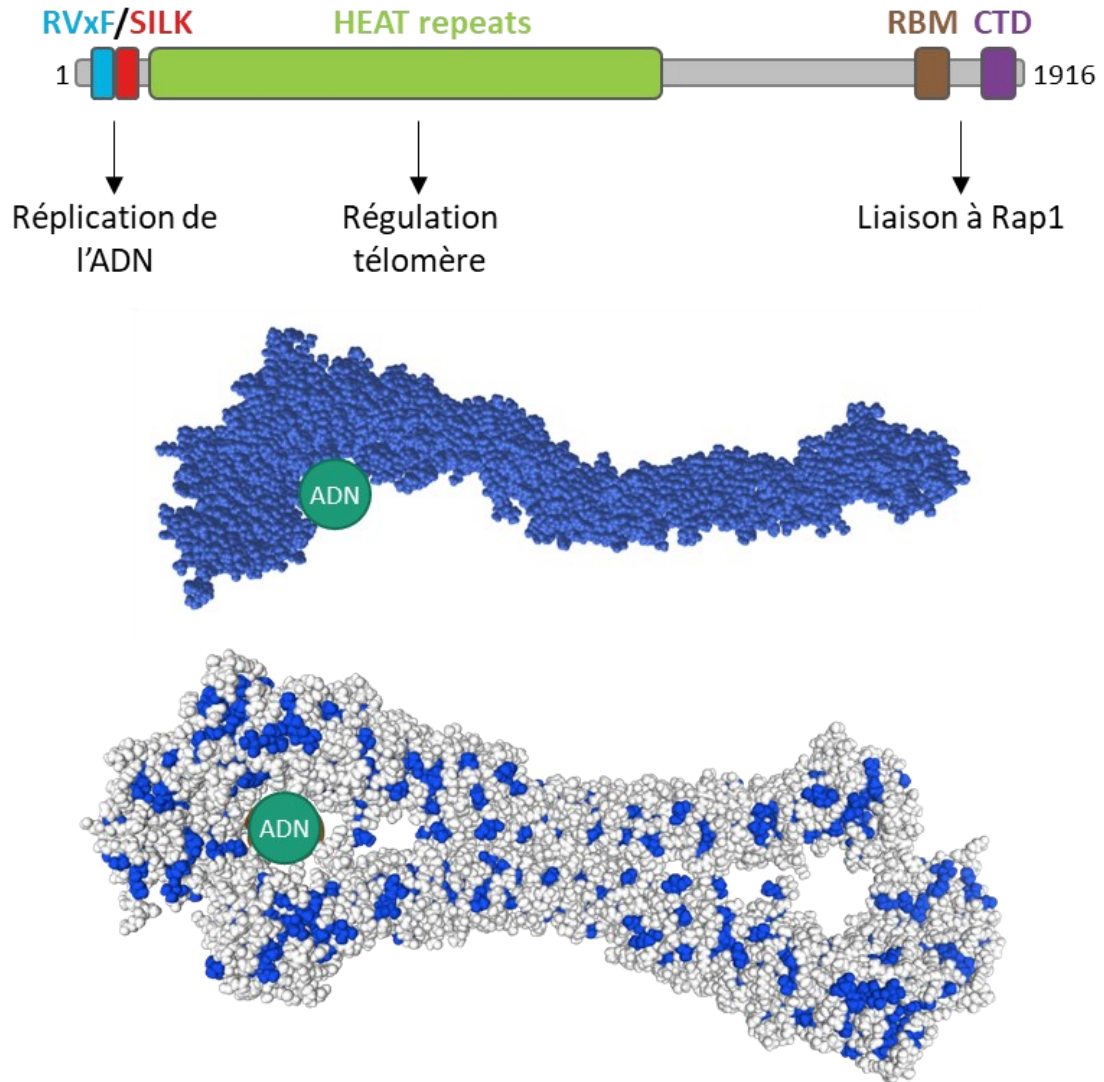 RVxF/SILK HEAT repeats RBM CTD
1 1916
Réplication de l'ADN
Régulation télomère
Liaison à Rap1
ADN
ADN